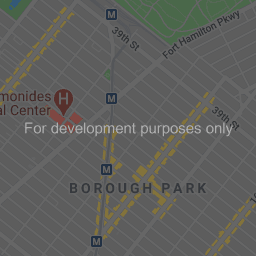 M
39th St
Fort Hamilton Pkwy
monides
al Center
H
M
39th St
For development purposes only
M
BOROUGH PARK
M